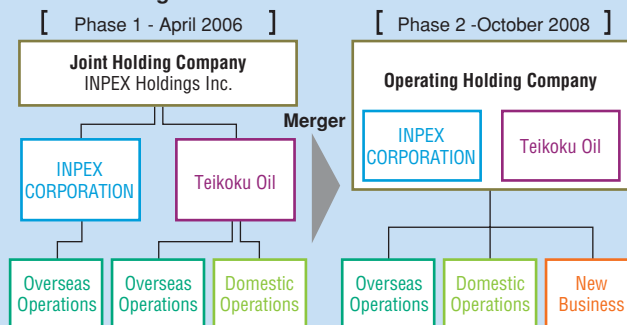 [ Phase 1 - April 2006 ]
Joint Holding Company
INPEX Holdings Inc.
INPEX
CORPORATION
Teikoku Oil
Overseas
Operations
Overseas
Operations
Domestic
Operations
Merger
[ Phase 2 -October 2008 ]
Operating Holding Company
INPEX
CORPORATION
Teikoku Oil
Overseas
Operations
Domestic
Operations
New
Business